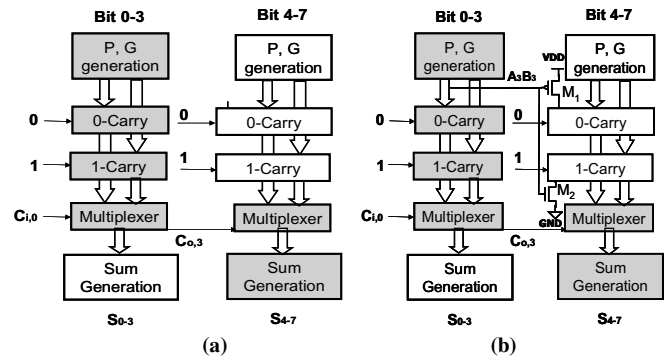 Bit 0-3
Bit 4-7
P, G
generation
P, G
generation
0
0-Carry
0
0-Carry
1
1-Carry
1
1-Carry
Ci,0
Multiplexer
Multiplexer
Co,3
Sum
Generation
Sum
Generation
S0-3
S4-7
(a)
Bit 0-3
Bit 4-7
P, G
generation
VDD
P, G
generation
A3B3
M1
0
0-Carry
0
0-Carry
1
1-Carry
1
1-Carry
M2
Ci,0
Multiplexer
GND
Multiplexer
Co,3
Sum
Generation
Sum
Generation
S0-3
S4-7
(b)